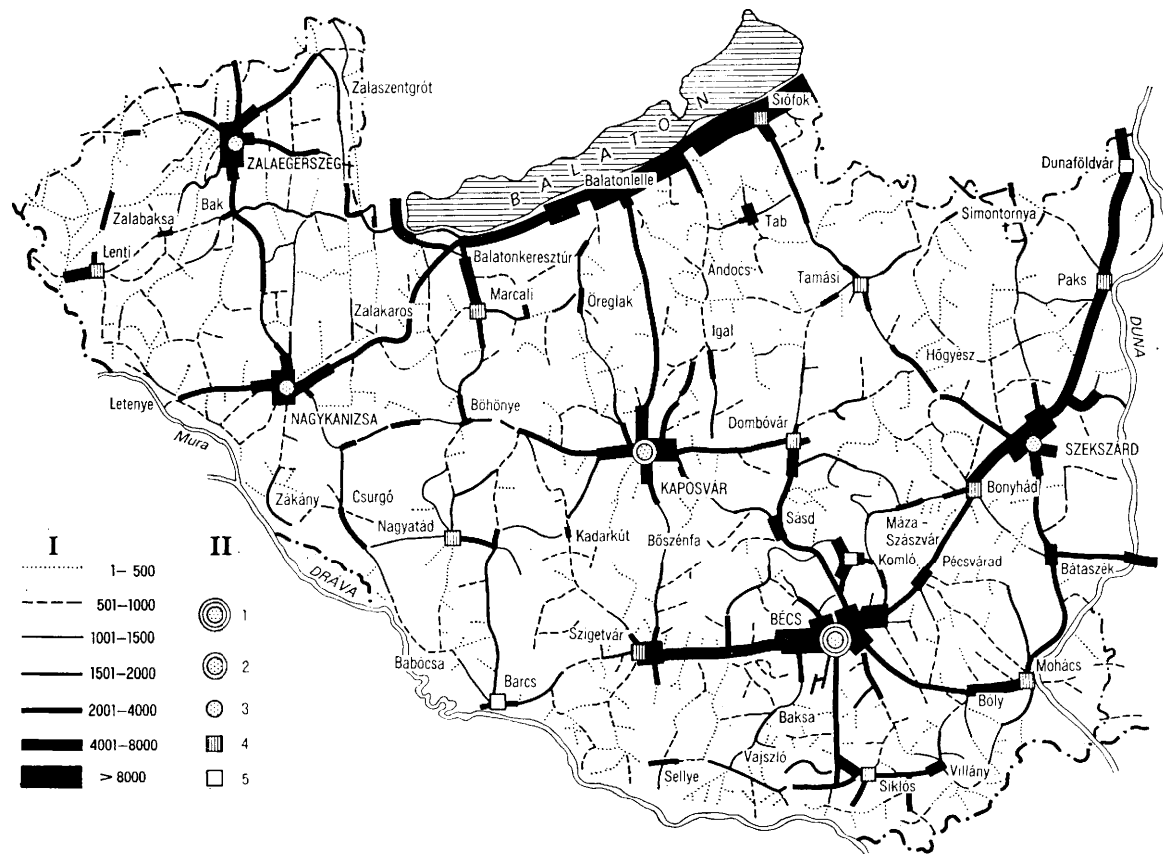 Zalaszentgrót
ZALAEGERSZEG
Bak
Zalabaksa
Lenti
BALATON
Siófok
Balatonlelle
Tab
Balatonkeresztúr
Andocs
Marcali
Öreglak
Zalakaros
Igal
Tamási
Simontornya
Dunaföldvár
Paks
DUNA
Hőgyész
Letenye
NAGYKANIZSA
Mura
Böhönye
Dombóvár
KAPOSVÁR
SZEKSZÁRD
Bonyhád
Zákány
Csurgó
Nagyatád
Kadarkút
Bőszénfa
Sásd
Máza-
Szászvár
Komló
Pécsvárad
Bátaszék
DRÁVA
Szigetvár
BÉCS
Babócsa
Barcs
Mohács
Baksa
Bóly
Vajszló
Sellye
Siklós
Villány
I
1– 500
501–1000
1001–1500
1501–2000
2001–4000
4001–8000
> 8000
II
1
2
3
4
5
H